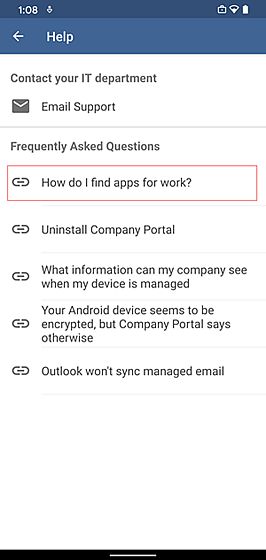 1:08
Help
Contact your IT department
Email Support
Frequently Asked Questions
How do I find apps for work?
Uninstall Company Portal
What information can my company see
when my device is managed
Your Android device seems to be
encrypted, but Company Portal says
otherwise
Outlook won't sync managed email